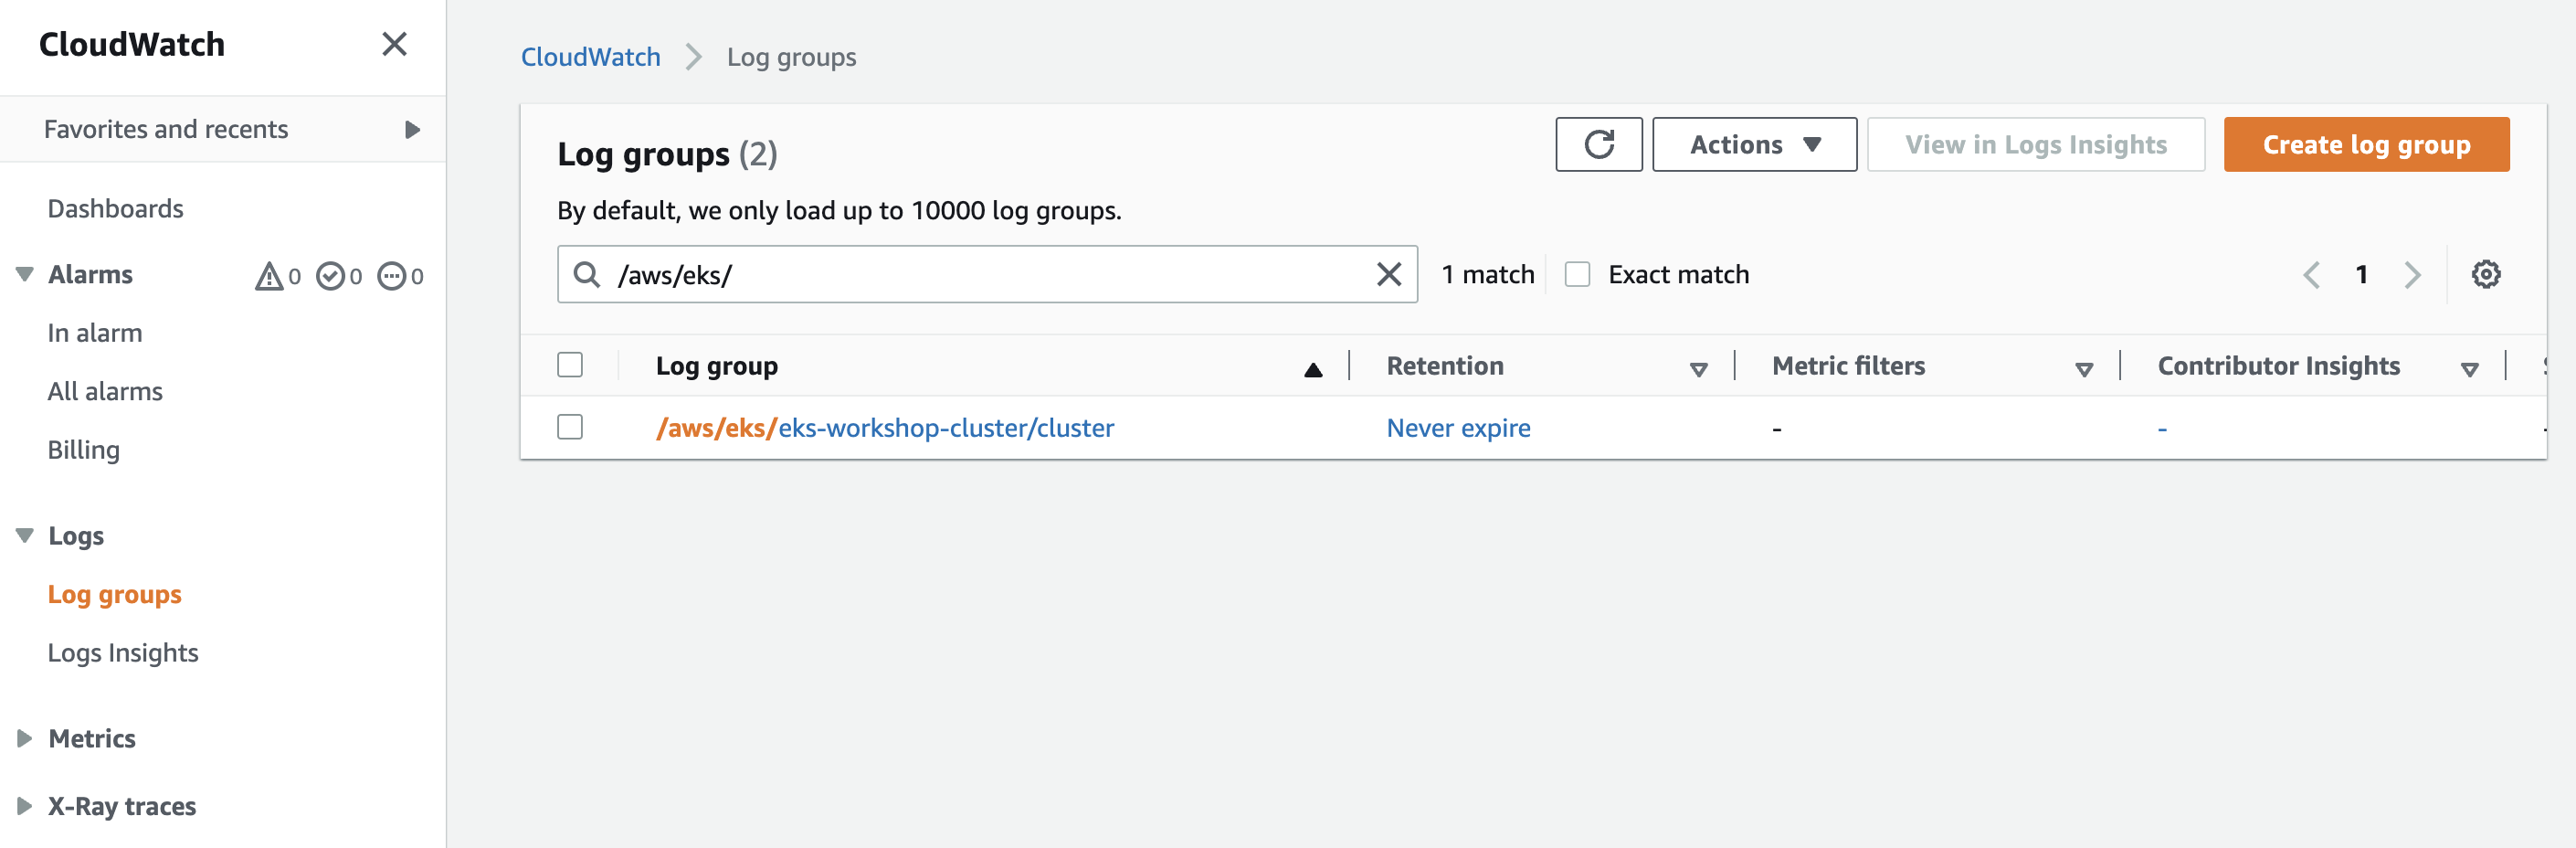 CloudWatch
Favorites and recents
Dashboards
Alarms 0 0 0
In alarm
All alarms
Billing
Logs
Log groups
Logs Insights
Metrics
X-Ray traces
CloudWatch Log groups
Log groups (2)
Actions View in Logs Insights Create log group
By default, we only load up to 10000 log groups.
/aws/eks/ 1 match Exact match 1
Log group Retention Metric filters Contributor Insights
/aws/eks/eks-workshop-cluster/cluster Never expire - -